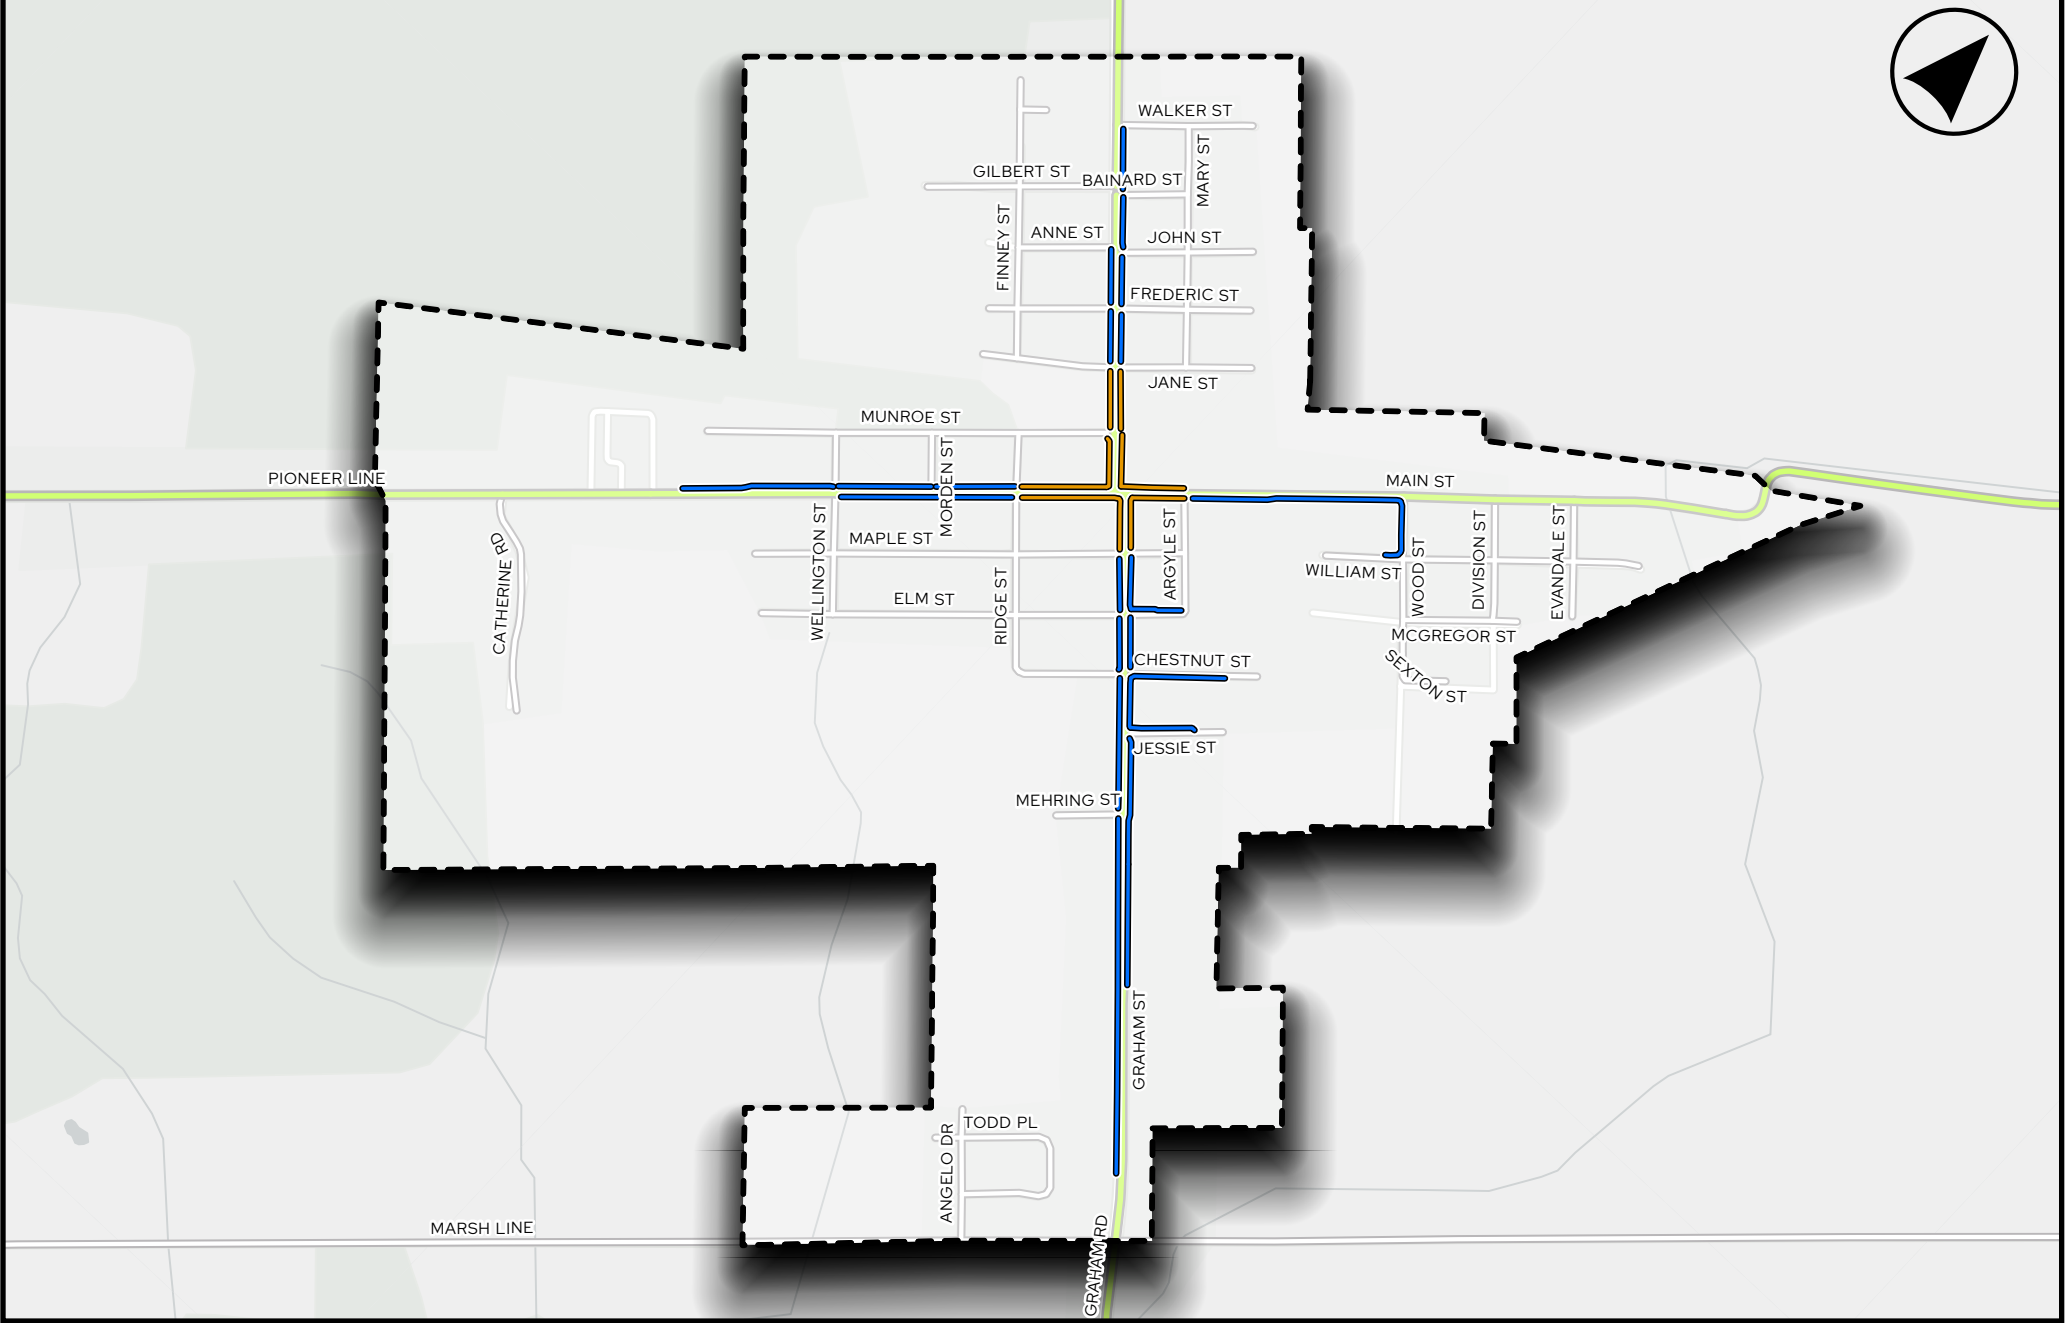 WALKER ST
MARY ST
GILBERT ST
BAINARD ST
FINNEY ST
ANNE ST
JOHN ST
FREDERIC ST
JANE ST
MUNROE ST
MORDEN ST
PIONEER LINE
MAIN ST
WELLINGTON ST
MAPLE ST
ARGYLE ST
CATHERINE RD
RIDGE ST
ELM ST
WILLIAM ST
WOOD ST
DIVISION ST
EVANDALE ST
MCGREGOR ST
SEXTON ST
CHESTNUT ST
JESSIE ST
MEHRING ST
GRAHAM ST
TODD PL
ANGELO DR
MARSH LINE
GRAHAM RD